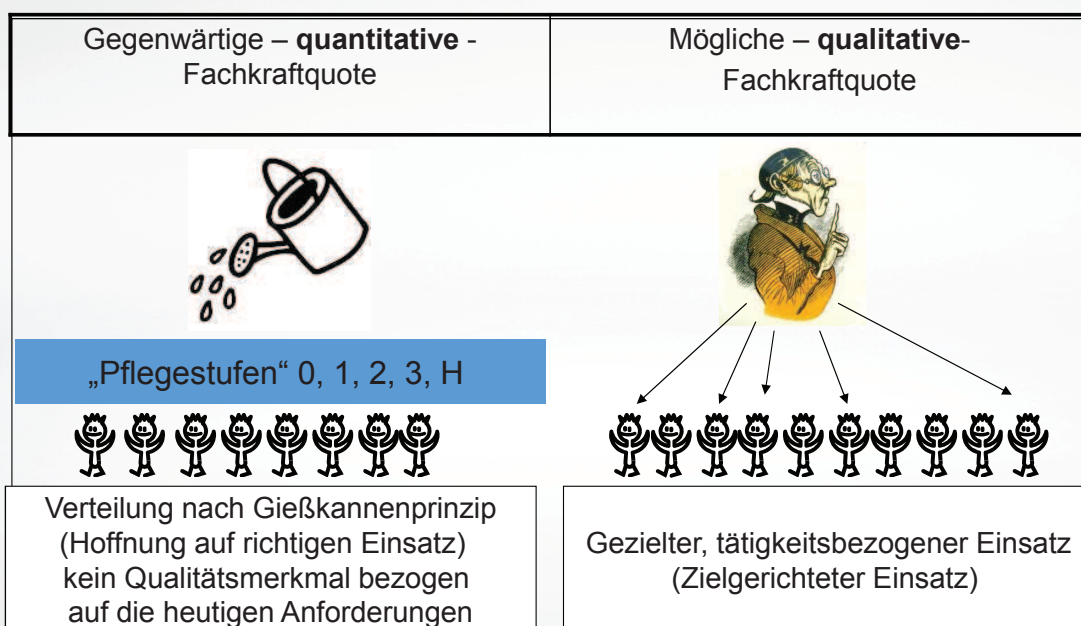 Gegenwärtige – quantitative -
Fachkraftquote
Mögliche – qualitative-
Fachkraftquote
„Pflegestufen“ 0, 1, 2, 3, H
Verteilung nach Gießkannenprinzip
(Hoffnung auf richtigen Einsatz)
kein Qualitätsmerkmal bezogen
auf die heutigen Anforderungen
Gezielter, tätigkeitsbezogener Einsatz
(Zielgerichteter Einsatz)